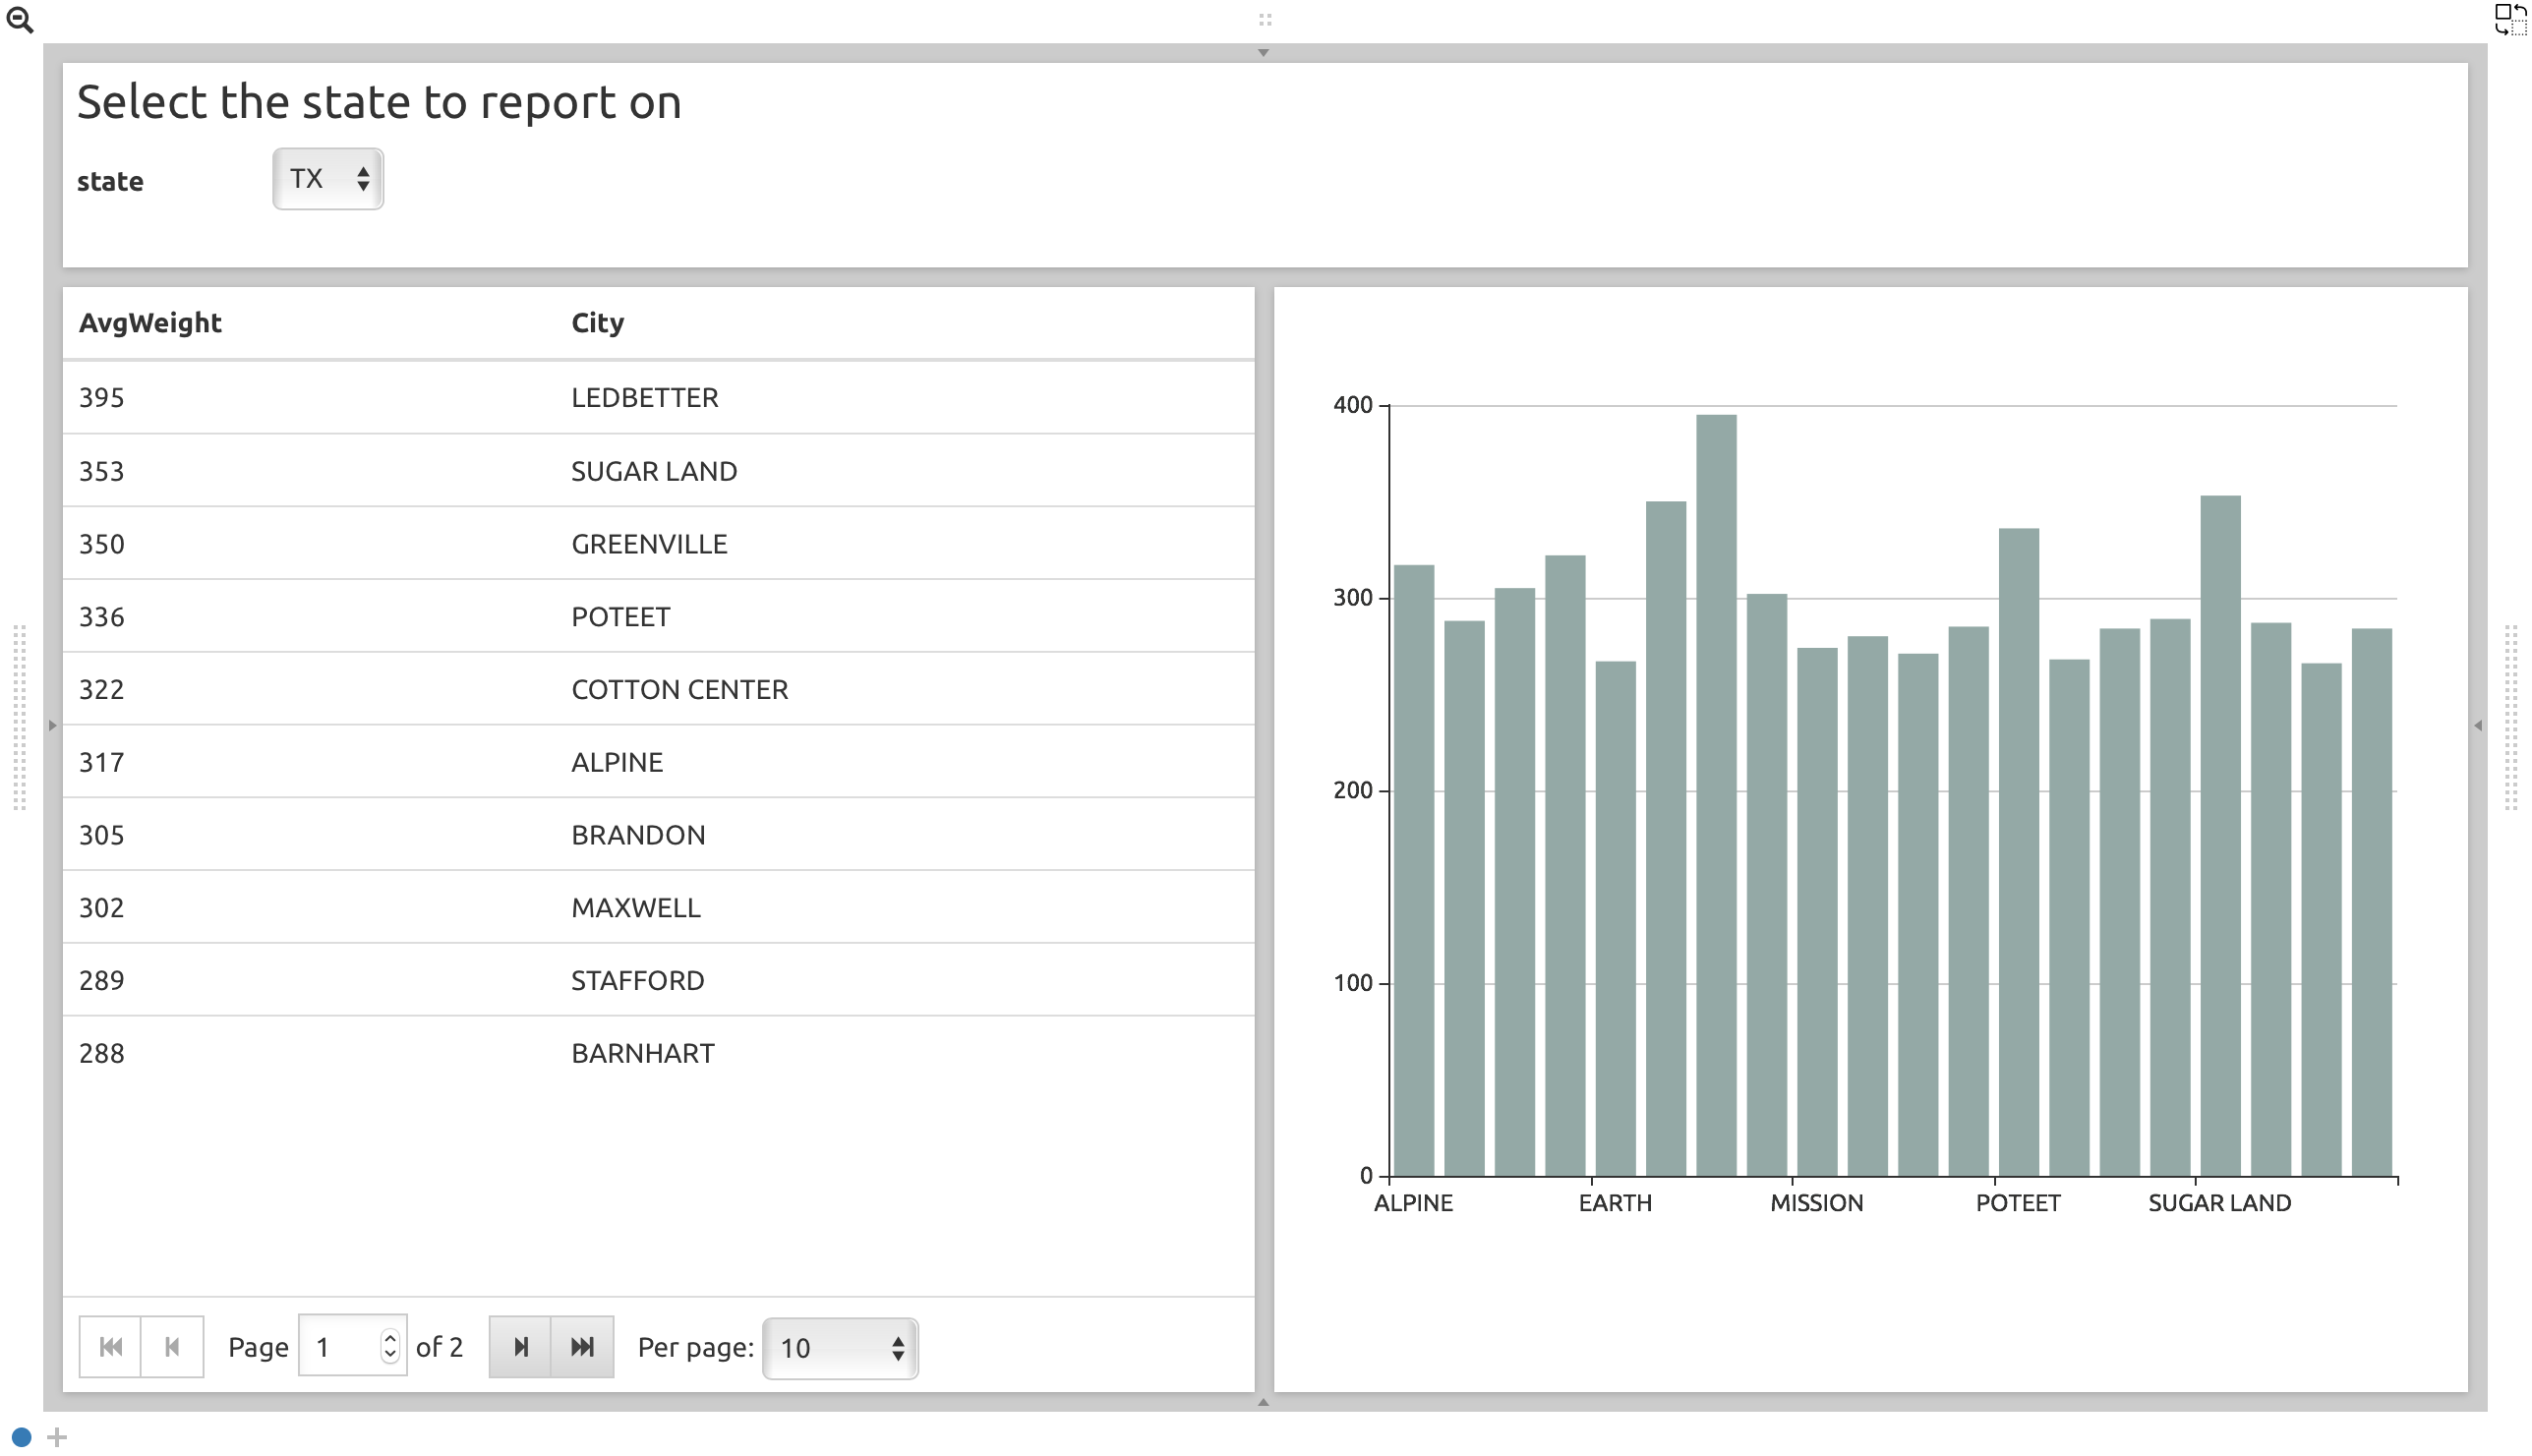 Select the state to report on
state TX
AvgWeight City
395 LEDBETTER
353 SUGAR LAND
350 GREENVILLE
336 POTEET
322 COTTON CENTER
317 ALPINE
305 BRANDON
302 MAXWELL
289 STAFFORD
288 BARNHART
Page 1 of 2 Per page: 10
400
300
200
100
0
ALPINE EARTH MISSION POTEET SUGAR LAND